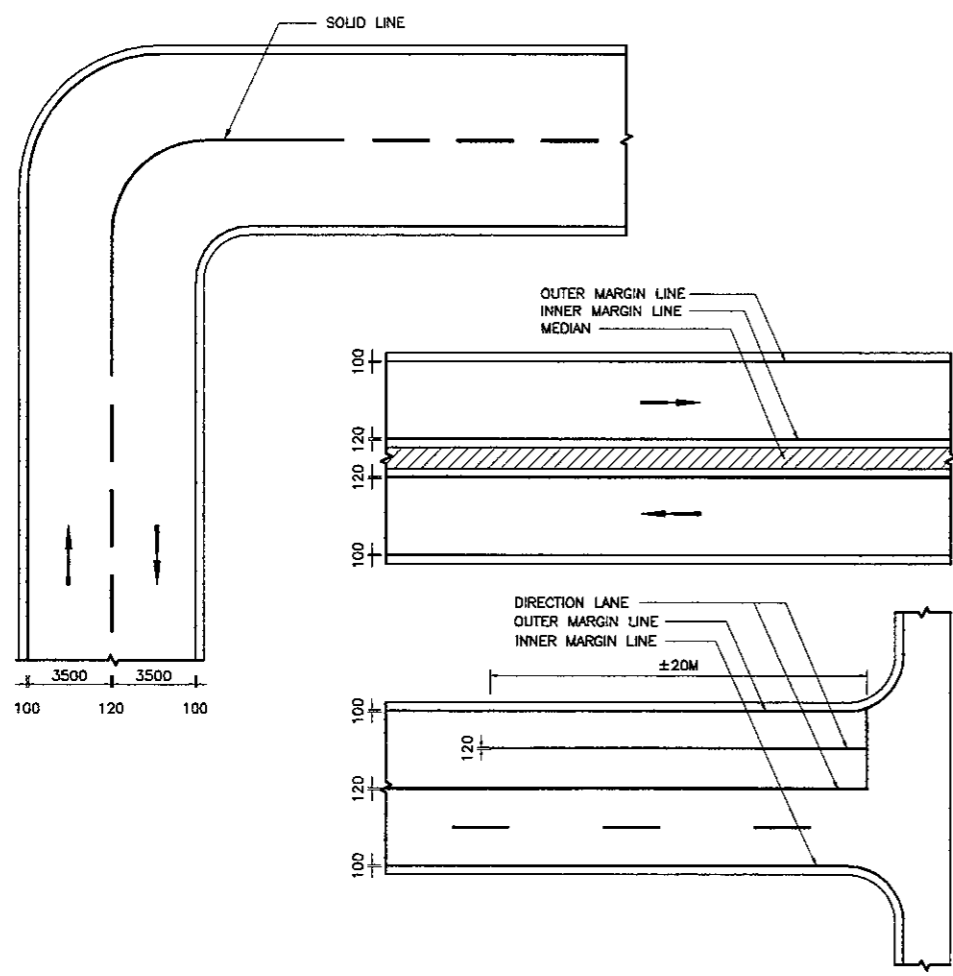 SOLID LINE
3500 3500
100 120 100
OUTER MARGIN LINE
INNER MARGIN LINE
MEDIAN
100
120
120
100
DIRECTION LANE
OUTER MARGIN LINE
INNER MARGIN LINE
±20M
100
120
120
100